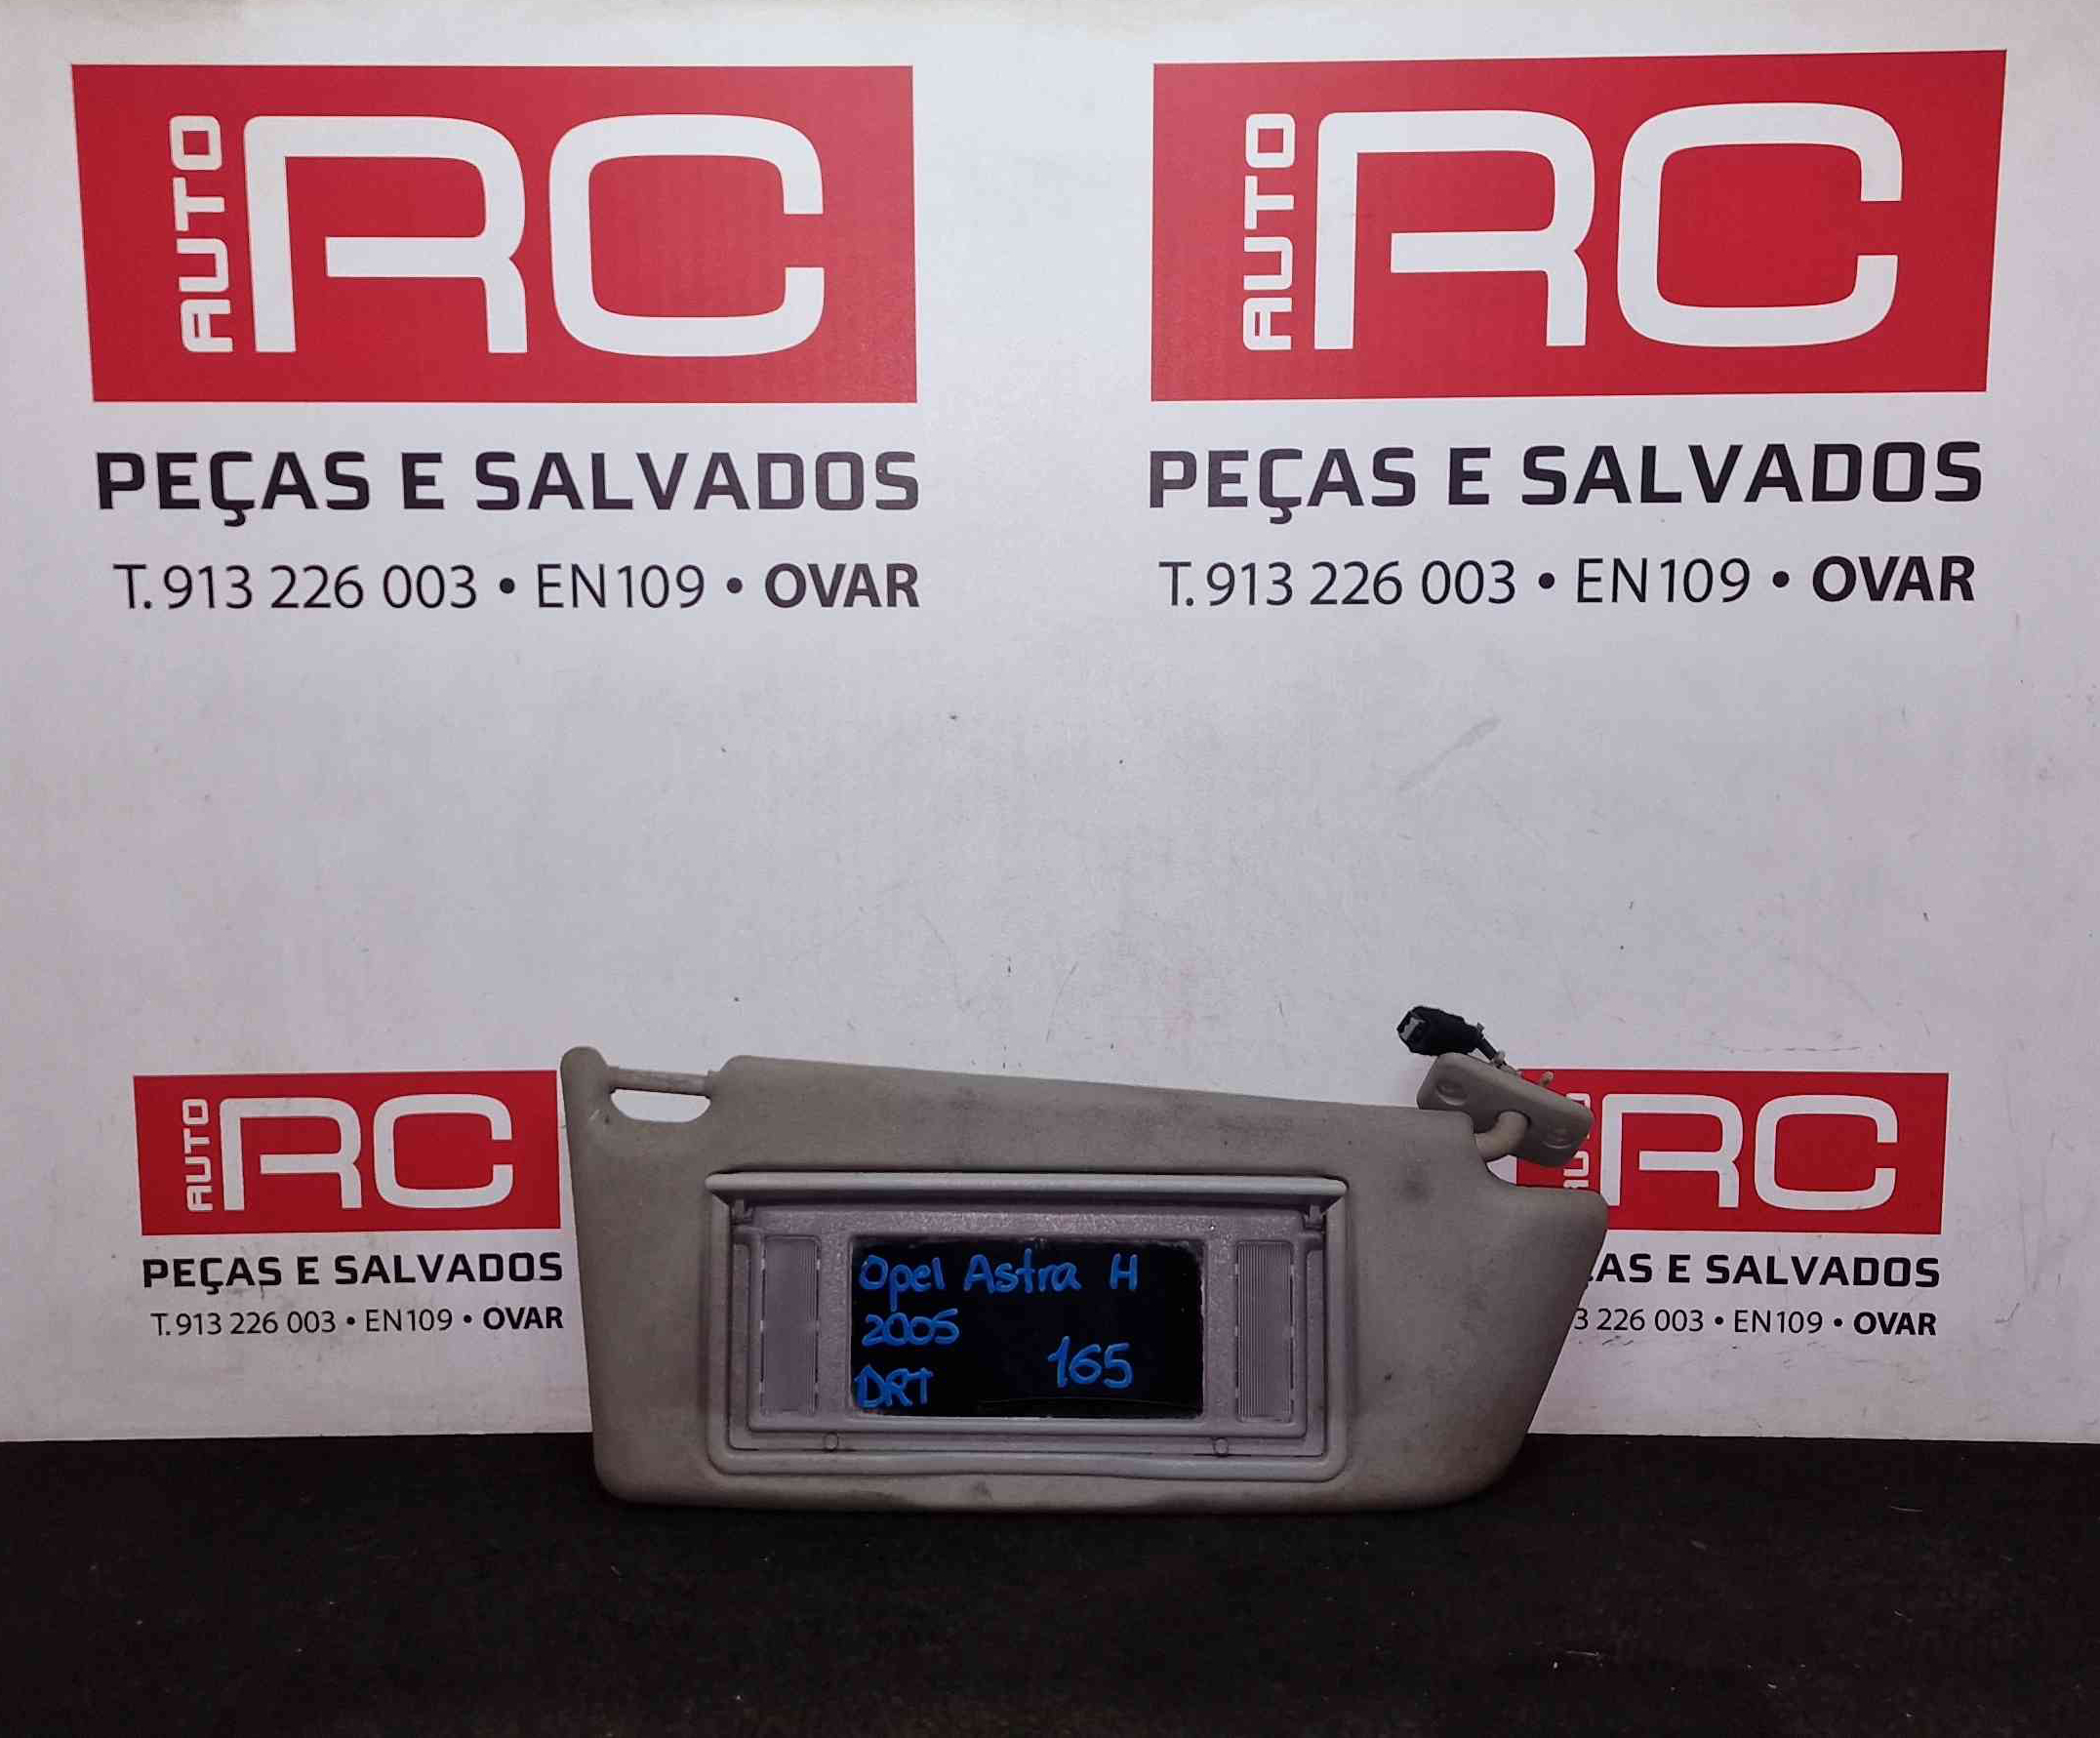 AUTO RC
PEÇAS E SALVADOS
T. 913 226 003 • EN109 • OVAR
AUTO RC
PEÇAS E SALVADOS
T. 913 226 003 • EN109 • OVAR
AUTO RC
PEÇAS E SALVADOS
T. 913 226 003 • EN109 • OVAR
RC
E SALVADOS
226 003 • EN109 • OVAR
Opel Astra H
2005
DRT 165